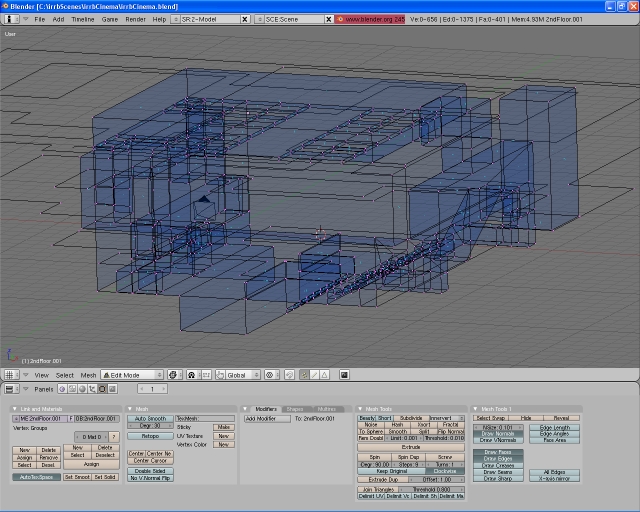 Blender [C:\irrbScenes\irrbCinema\irrbCinema.blend]
File Add Timeline Game Render Help SR:2-Model SCE:Scene www.blender.org 245 Ve:0-656 | Ed:0-1375 | Fa:0-401 | Mem:4.93M 2ndFloor.001
User
(1) 2ndFloor.001
View Select Mesh Edit Mode Global
Panels 1
Link and Materials
ME:2ndFloor.001 F OB:2ndFloor.001
Vertex Groups
0 Mat 0 ?
New Delete New Delete
Assign Remove Select Deselect
Select Desel. Assign
AutoTexSpace Set Smooth Set Solid
Mesh
Auto Smooth TexMesh:
Degr: 30 Sticky Make
Retopo UV Texture New
Vertex Color New
Center Center Ne
Center Cursor
Double Sided
No V.Normal Flip
Modifiers Shapes Multires
Add Modifier To: 2ndFloor.001
Mesh Tools
Beauty Short Subdivide Innervert
Noise Hash Xsort Fractal
To Sphere Smooth Split Flip Normal
Rem Doubl Limit: 0.001 Threshold: 0.010
Extrude
Spin Spin Dup Screw
Degr: 90.00 Steps: 9 Turns: 1
Keep Original Clockwise
Extrude Dup Offset: 1.00
Join Triangles Threshold 0.800
Delimit UV Delimit Vc Delimit Sh Delimit Ma
Mesh Tools 1
Select Swap Hide Reveal
NSize: 0.101 Edge Length
Draw Normals Edge Angles
Draw VNormals Face Area
Draw Faces
Draw Edges
Draw Creases
Draw Seams All Edges
Draw Sharp X-axis mirror